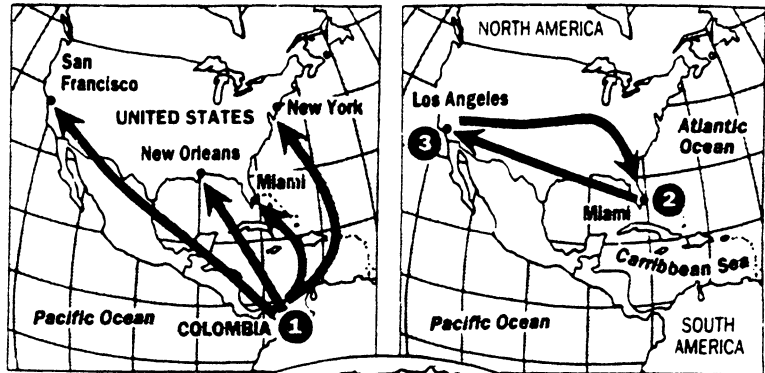 San
Francisco
UNITED STATES
New York
New Orleans
Miami
Pacific Ocean
COLOMBIA 1
NORTH AMERICA
Los Angeles
3
Atlantic
Ocean
Miami 2
Carribbean Sea
Pacific Ocean
SOUTH
AMERICA